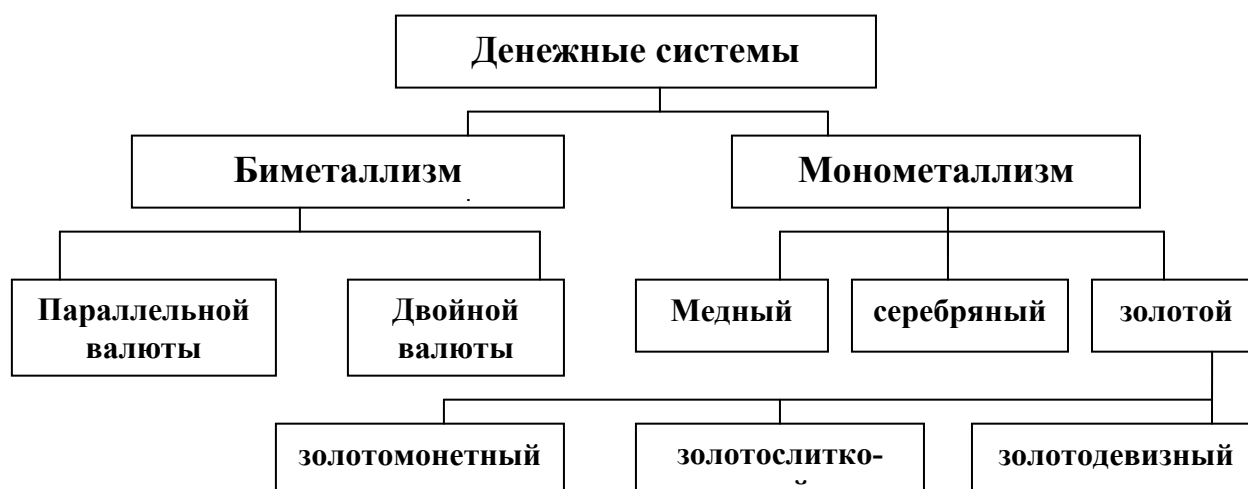 Денежные системы
Биметаллизм
Монометаллизм
Параллельной
валюты
Двойной
валюты
Медный
серебряный
золотой
золотомонетный
золотослитко-
золотодевизный